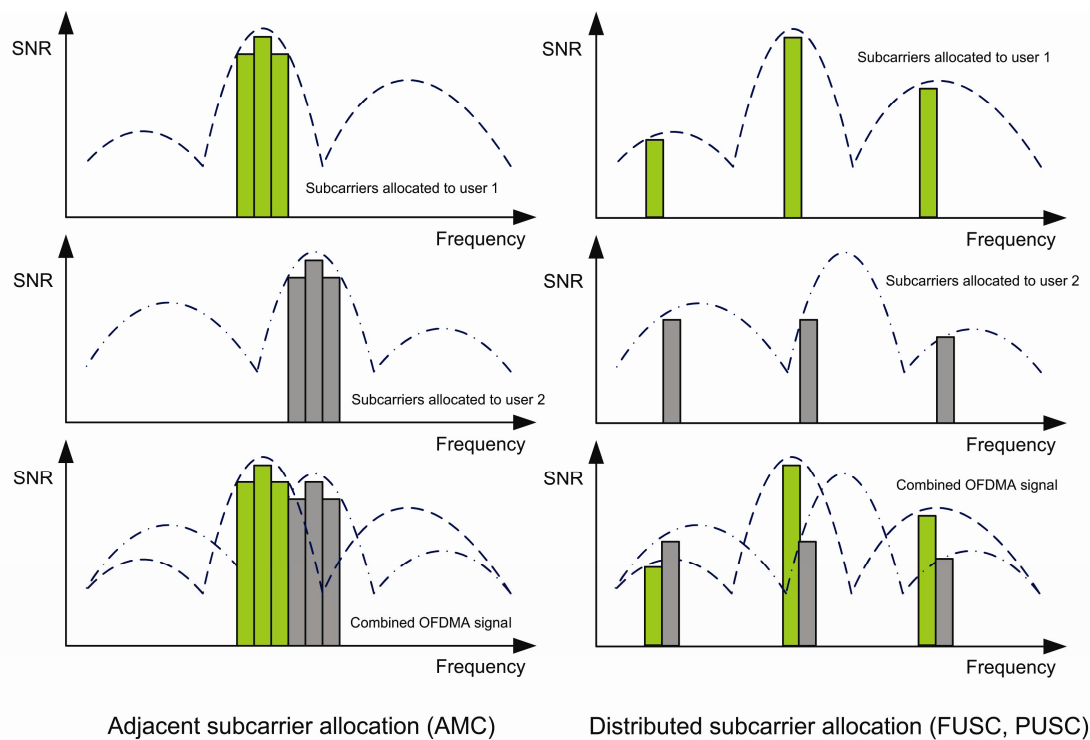 SNR
Subcarriers allocated to user 1
Frequency
SNR
Subcarriers allocated to user 2
Frequency
SNR
Combined OFDMA signal
Frequency
Adjacent subcarrier allocation (AMC)
SNR
Subcarriers allocated to user 1
Frequency
SNR
Subcarriers allocated to user 2
Frequency
SNR
Combined OFDMA signal
Frequency
Distributed subcarrier allocation (FUSC, PUSC)